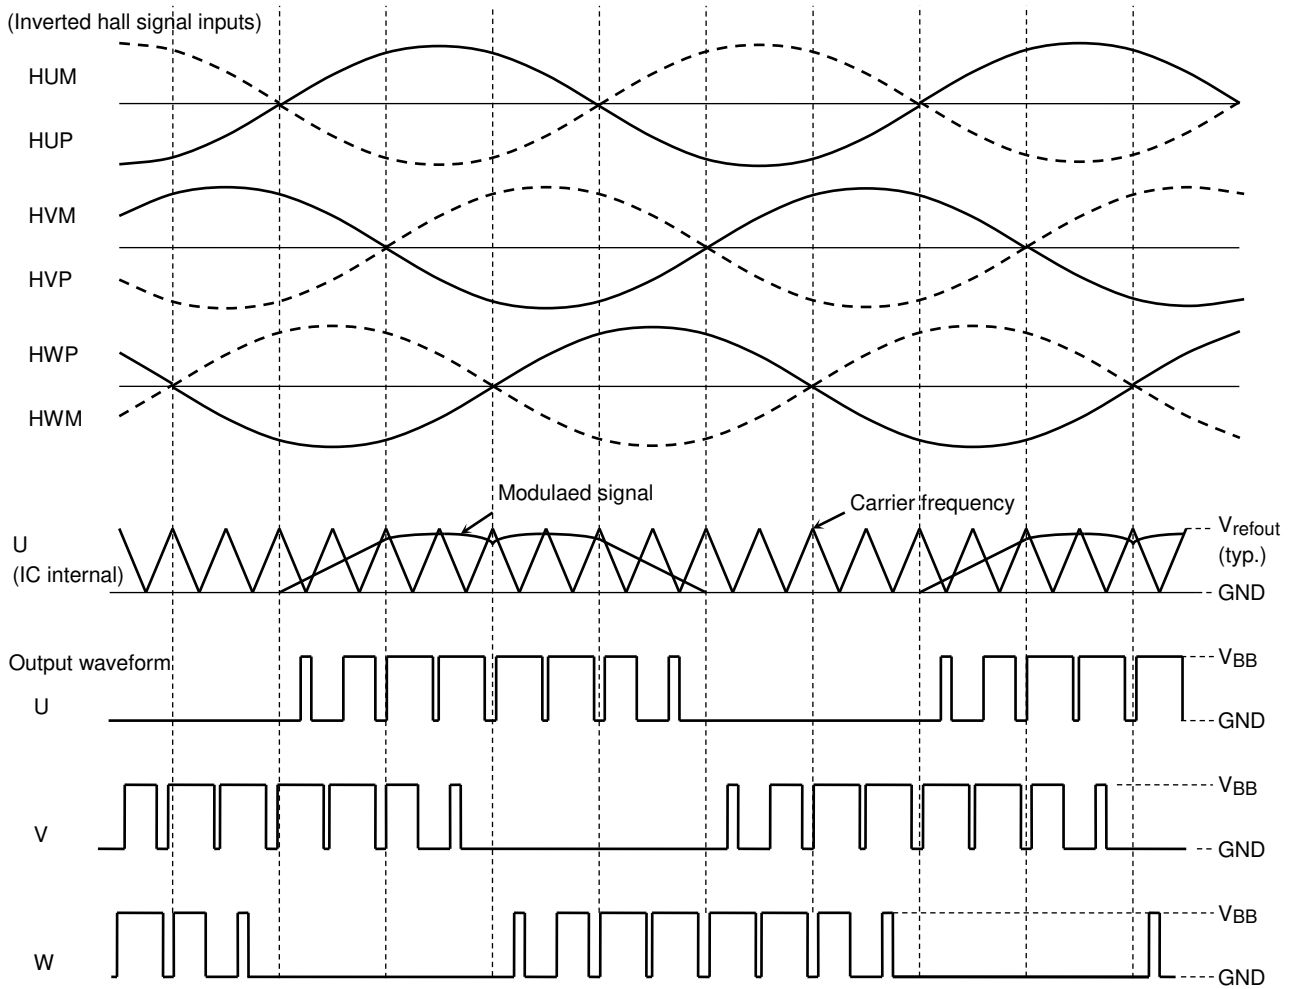 (Inverted hall signal inputs)
HUM
HUP
HVM
HVP
HWP
HWM
Modulaed signal
Carrier frequency
U
(IC internal)
Vrefout
(typ.)
GND
Output waveform
U
VBB
GND
V
VBB
GND
W
VBB
GND